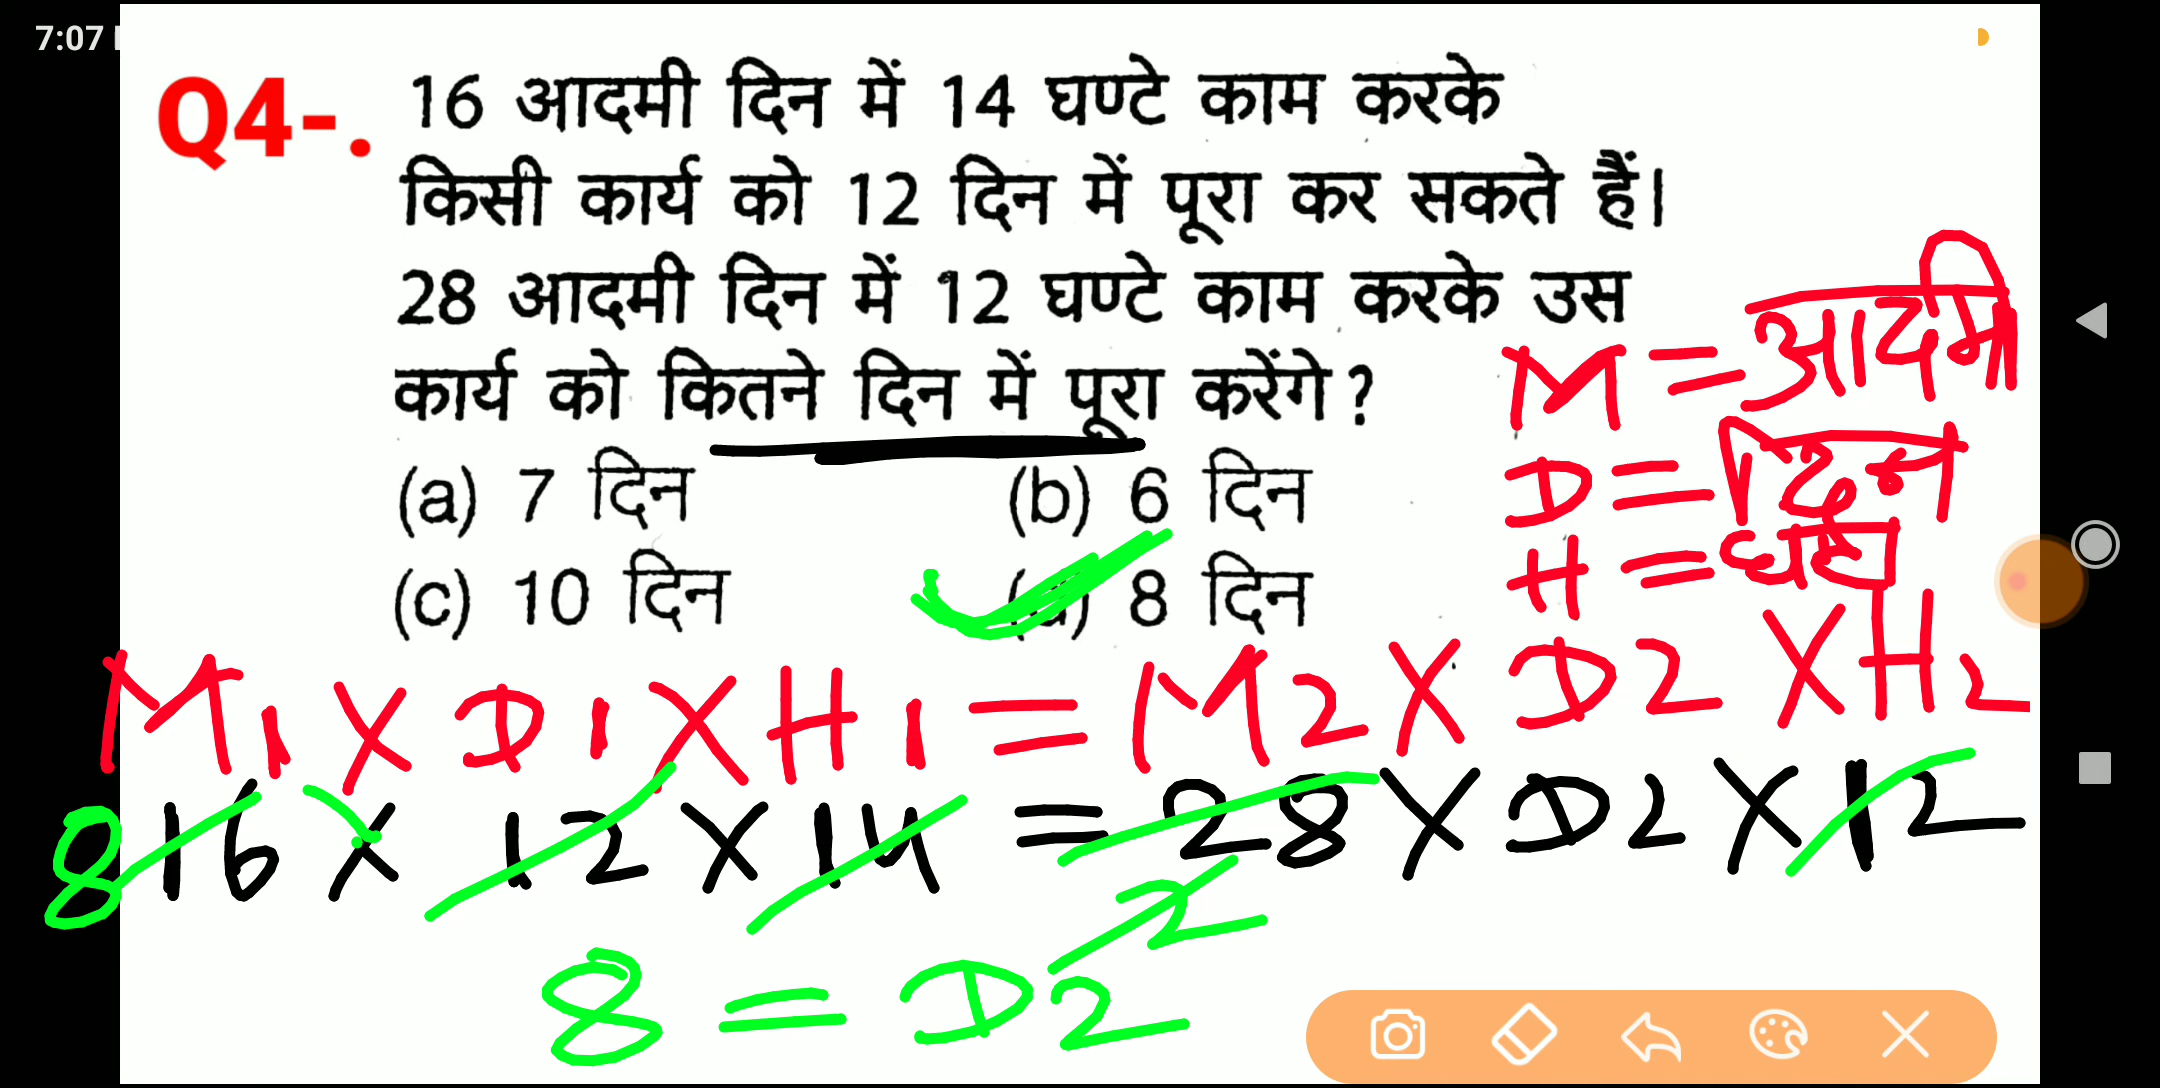 7:07
Q4-. 16 आदमी दिन में 14 घण्टे काम करके
किसी कार्य को 12 दिन में पूरा कर सकते हैं।
28 आदमी दिन में 12 घण्टे काम करके उस
कार्य को कितने दिन में पूरा करेंगे?
(a) 7 दिन (b) 6 दिन
(c) 10 दिन (d) 8 दिन
M = आदमी
D = दिन
H =
M1 X D1 X H1 = M2 X D2 X H2
8 16 X 12 X 14 = 28 X D2 X 12
2
8 = D2